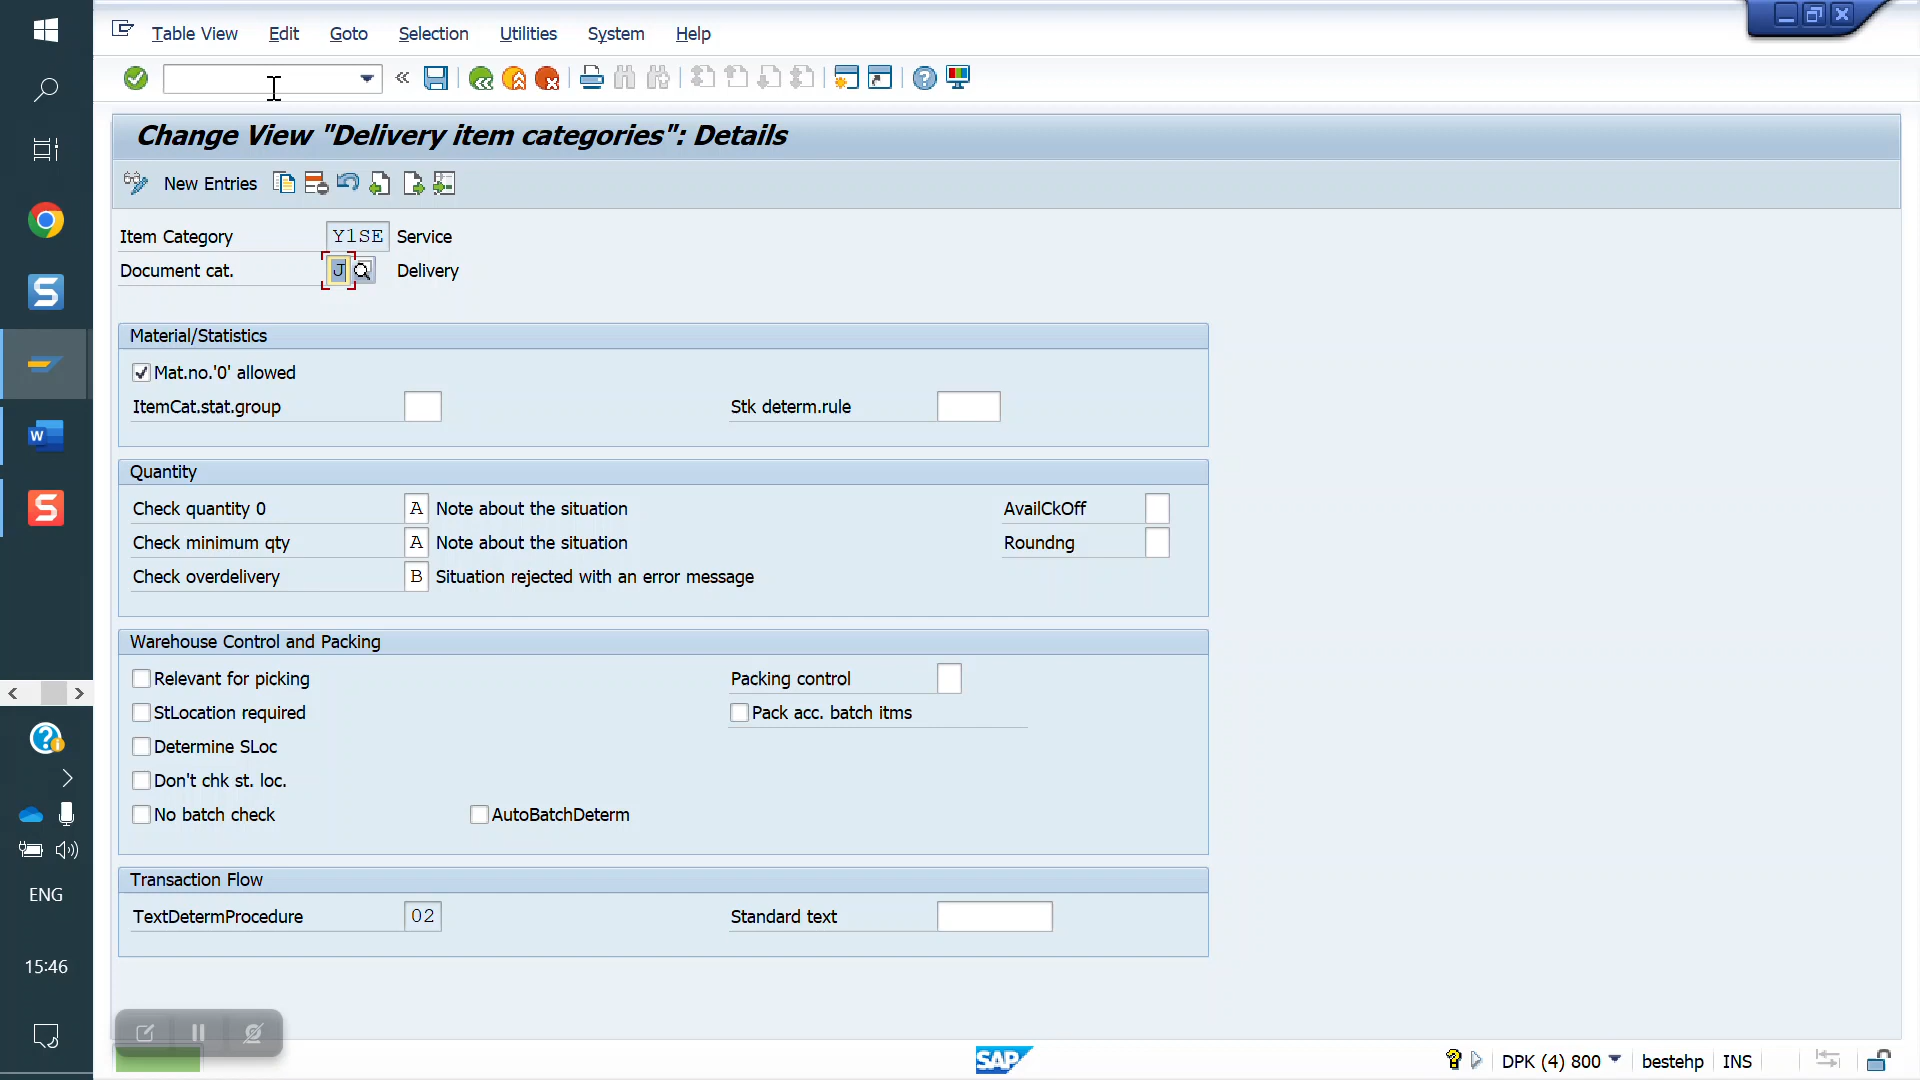 Table View Edit Goto Selection Utilities System Help
Change View "Delivery item categories": Details
New Entries
Item Category Y1SE Service
Document cat. J Delivery
Material/Statistics
Mat.no.'0' allowed
ItemCat.stat.group Stk determ.rule
Quantity
Check quantity 0 A Note about the situation AvailCkOff
Check minimum qty A Note about the situation Roundng
Check overdelivery B Situation rejected with an error message
Warehouse Control and Packing
Relevant for picking Packing control
StLocation required Pack acc. batch itms
Determine SLoc
Don't chk st. loc.
No batch check AutoBatchDeterm
Transaction Flow
TextDetermProcedure 02 Standard text
SAP DPK (4) 800 bestehp INS
S
W
S
ENG
15:46